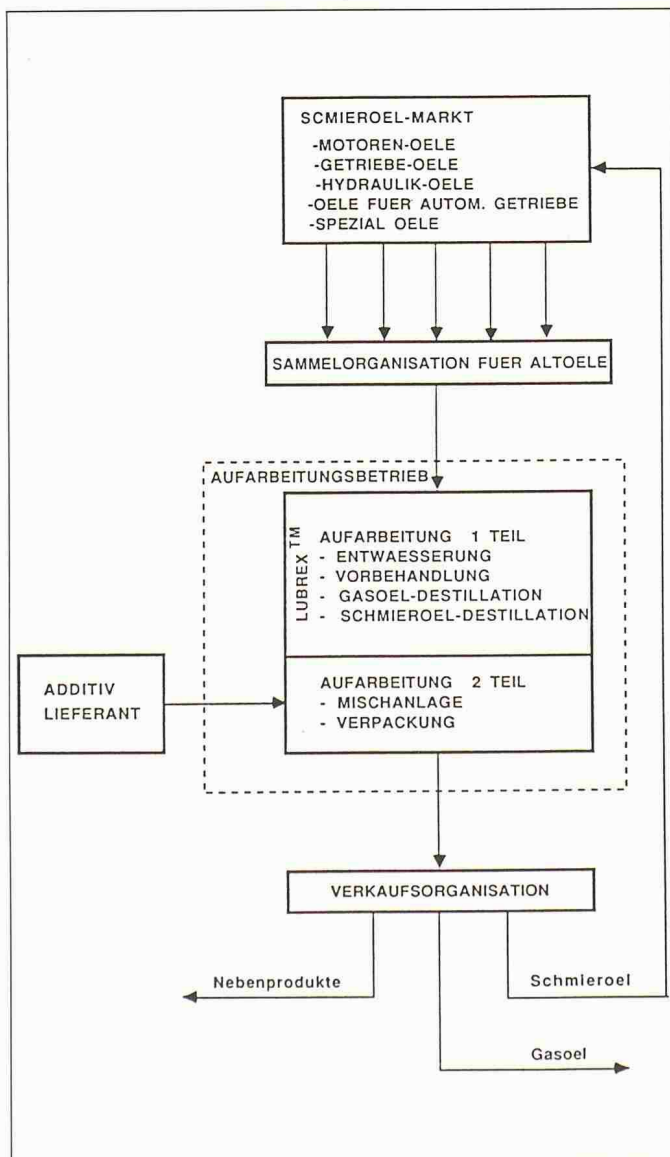 SCMIEROEL-MARKT
-MOTOREN-OELE
-GETRIEBE-OELE
-HYDRAULIK-OELE
-OELE FUER AUTOM. GETRIEBE
-SPEZIAL OELE
SAMMELORGANISATION FUER ALTOELE
AUFARBEITUNGSBETRIEB
LUBREX TM
AUFARBEITUNG 1 TEIL
- ENTWAESSERUNG
- VORBEHANDLUNG
- GASOEL-DESTILLATION
- SCHMIEROEL-DESTILLATION
ADDITIV
LIEFERANT
AUFARBEITUNG 2 TEIL
- MISCHANLAGE
- VERPACKUNG
VERKAUFSORGANISATION
Nebenprodukte
Schmieroel
Gasoel